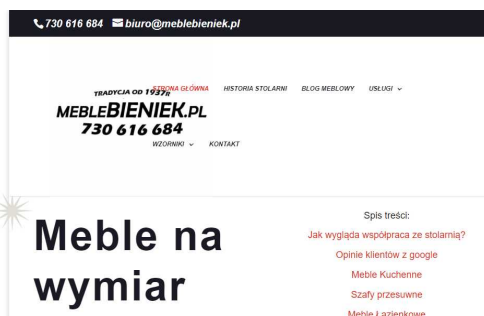 730 616 684 biuro@meblebieniek.pl
TRADYCJA OD 1937R
MEBLEBIENIEK.PL
730 616 684
STRONA GŁÓWNA HISTORIA STOLARNI BLOG MEBLOWY USŁUGI
WZORNIKI KONTAKT
Meble na
wymiar
Spis treści:
Jak wygląda współpraca ze stolarnią?
Opinie klientów z google
Meble Kuchenne
Szafy przesuwne
Meble Łazienkowe